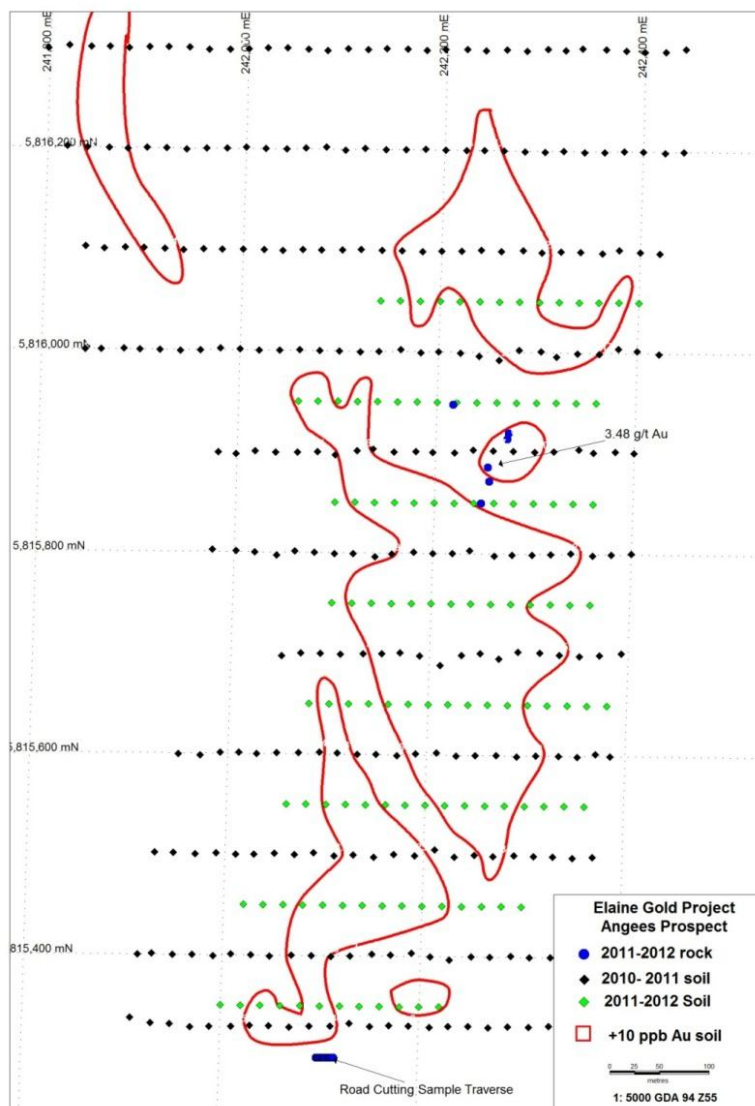 241,800 mE
242,000 mE
242,200 mE
242,400 mE
5,816,200 mN
5,816,000 mN
3.48 g/t Au
5,815,800 mN
5,815,600 mN
815,400 mN
Elaine Gold Project
Angees Prospect
2011-2012 rock
2010- 2011 soil
2011-2012 Soil
+10 ppb Au soil
0 25 50 100
metres
1: 5000 GDA 94 Z55
Road Cutting Sample Traverse